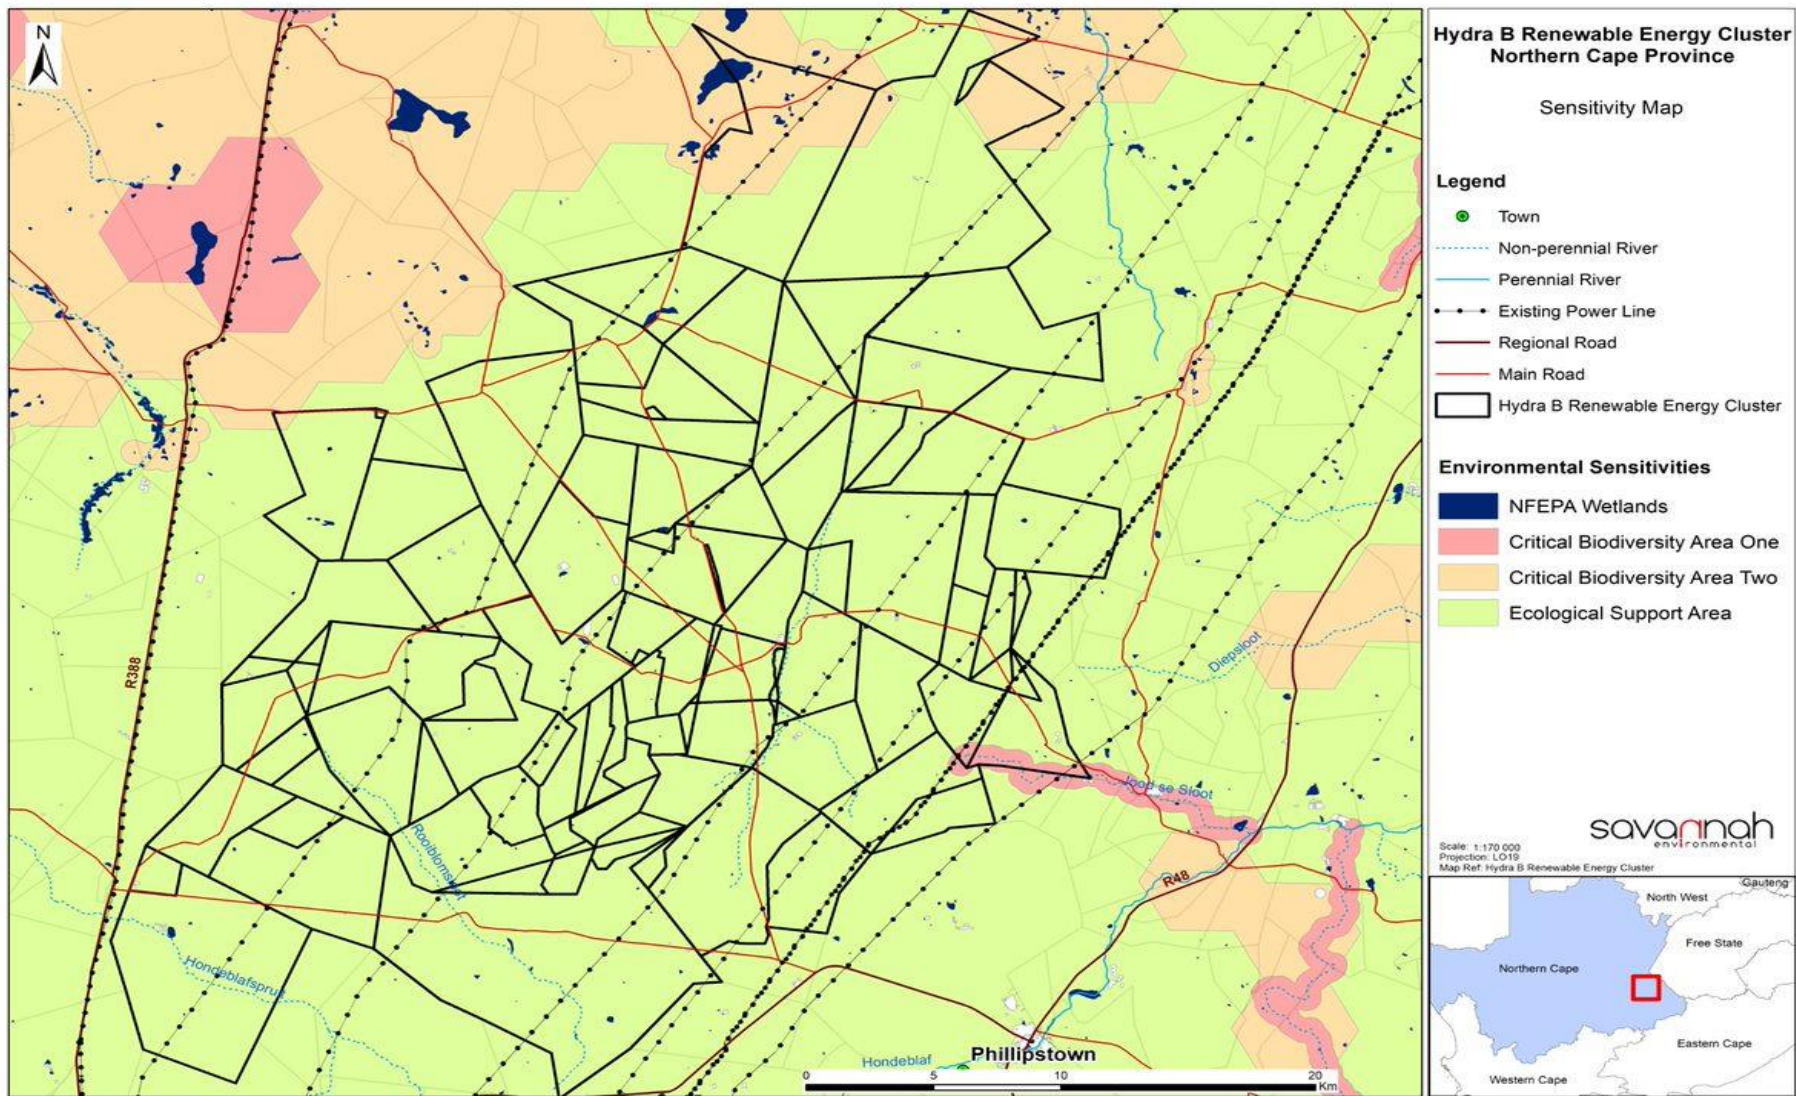 N
R388
Diepsloot
Jood se Sloot
Rooiblomsloot
R48
Hondeblafspruit
Hondeblaf
Phillipstown
0 5 10 20
Km
Hydra B Renewable Energy Cluster
Northern Cape Province
Sensitivity Map
Legend
Town
Non-perennial River
Perennial River
Existing Power Line
Regional Road
Main Road
Hydra B Renewable Energy Cluster
Environmental Sensitivities
NFEPA Wetlands
Critical Biodiversity Area One
Critical Biodiversity Area Two
Ecological Support Area
savannah
environmental
Scale: 1:170 000
Projection: LO19
Map Ref: Hydra B Renewable Energy Cluster
Gauteng
North West
Free State
Northern Cape
Eastern Cape
Western Cape